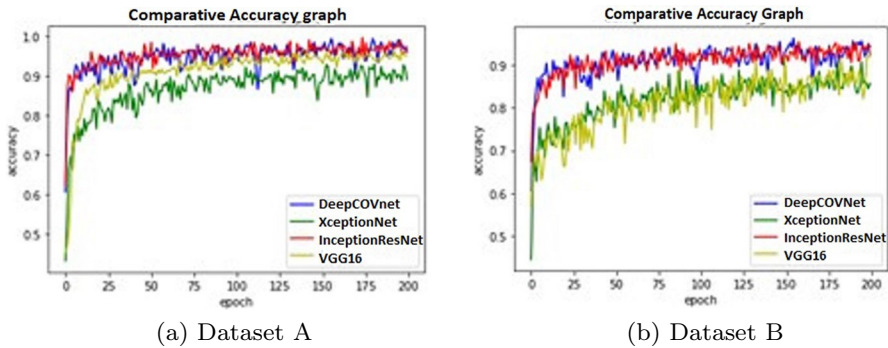 Comparative Accuracy graph
1.0
0.9
0.8
0.7
0.6
0.5
accuracy
0 25 50 75 100 125 150 175 200
epoch
DeepCOVnet
XceptionNet
InceptionResNet
VGG16
(a) Dataset A
Comparative Accuracy Graph
0.9
0.8
0.7
0.6
0.5
accuracy
0 25 50 75 100 125 150 175 200
epoch
DeepCOVNet
XceptionNet
InceptionResNet
VGG16
(b) Dataset B